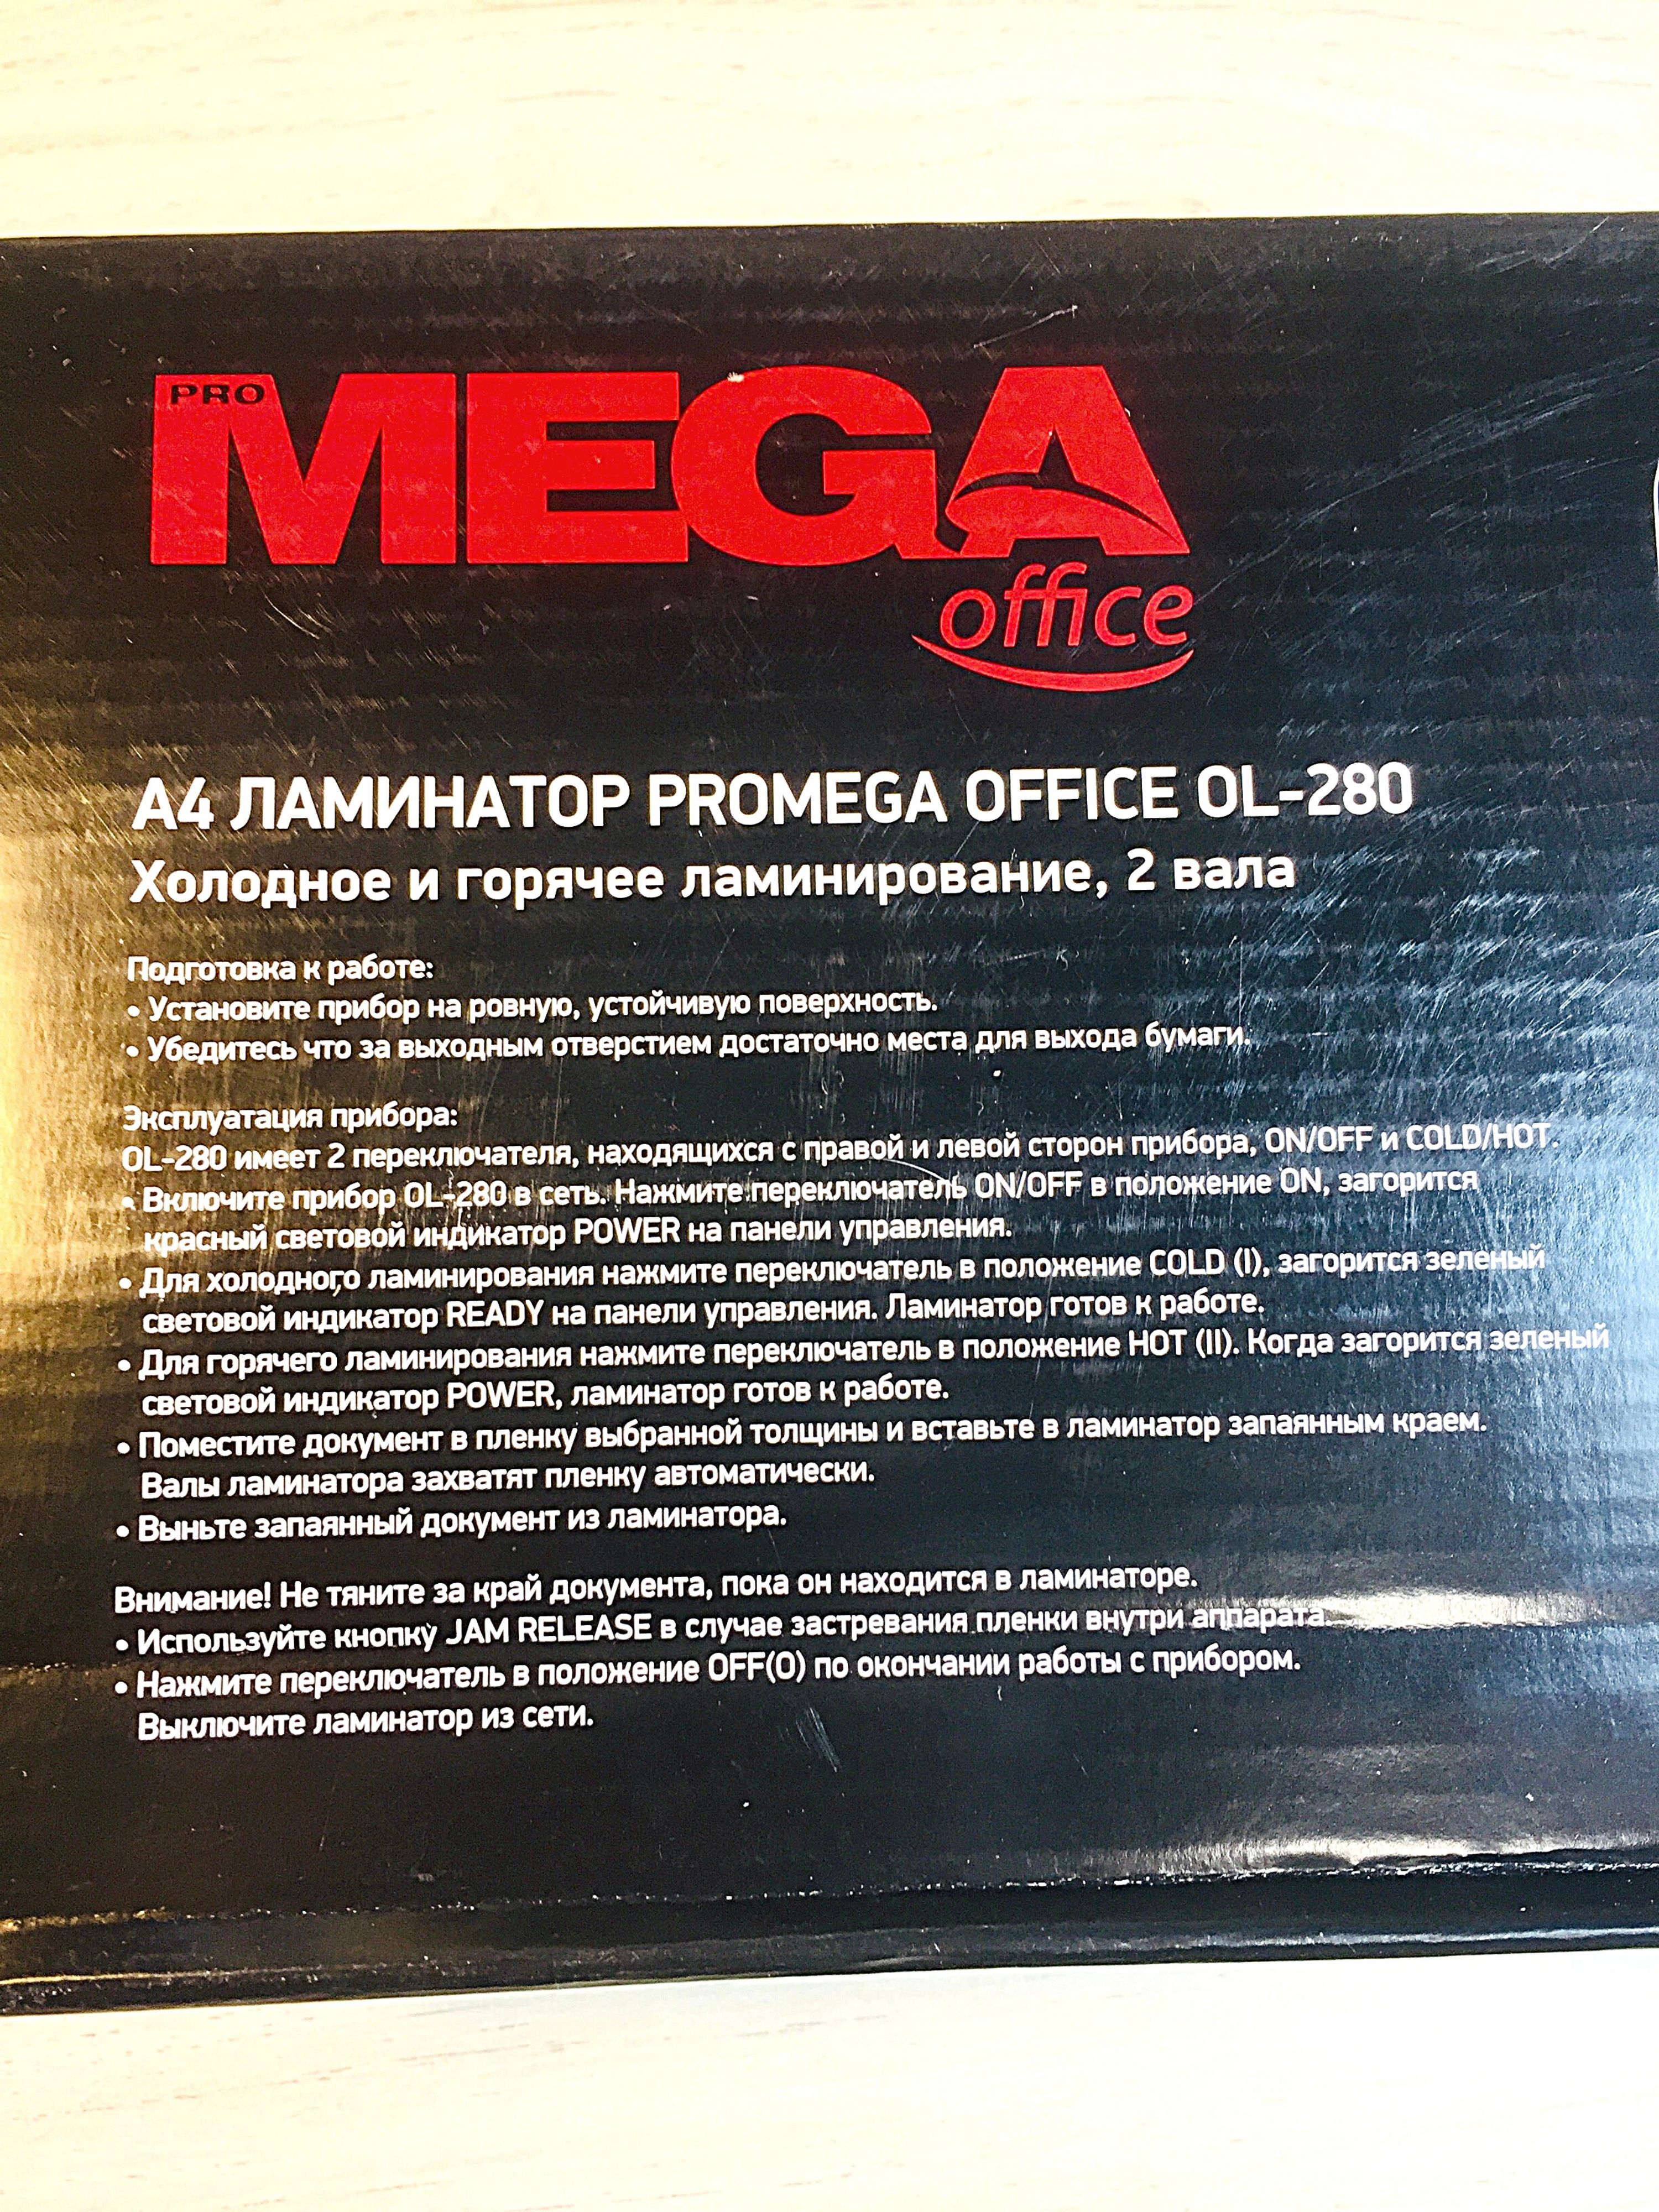 PRO
MEGA
office
А4 ЛАМИНАТОР PROMEGA OFFICE OL-280
Холодное и горячее ламинирование, 2 вала
Подготовка к работе:
• Установите прибор на ровную, устойчивую поверхность.
• Убедитесь что за выходным отверстием достаточно места для выхода бумаги.
Эксплуатация прибора:
OL-280 имеет 2 переключателя, находящихся с правой и левой сторон прибора, ON/OFF и COLD/HOT.
• Включите прибор OL-280 в сеть. Нажмите переключатель ON/OFF в положение ON, загорится
красный световой индикатор POWER на панели управления.
• Для холодного ламинирования нажмите переключатель в положение COLD (I), загорится зеленый
световой индикатор READY на панели управления. Ламинатор готов к работе.
• Для горячего ламинирования нажмите переключатель в положение HOT (II). Когда загорится зеленый
световой индикатор POWER, ламинатор готов к работе.
• Поместите документ в пленку выбранной толщины и вставьте в ламинатор запаянным краем.
Валы ламинатора захватят пленку автоматически.
• Выньте запаянный документ из ламинатора.
Внимание! Не тяните за край документа, пока он находится в ламинаторе.
• Используйте кнопку JAM RELEASE в случае застревания пленки внутри аппарата.
• Нажмите переключатель в положение OFF(O) по окончании работы с прибором.
Выключите ламинатор из сети.